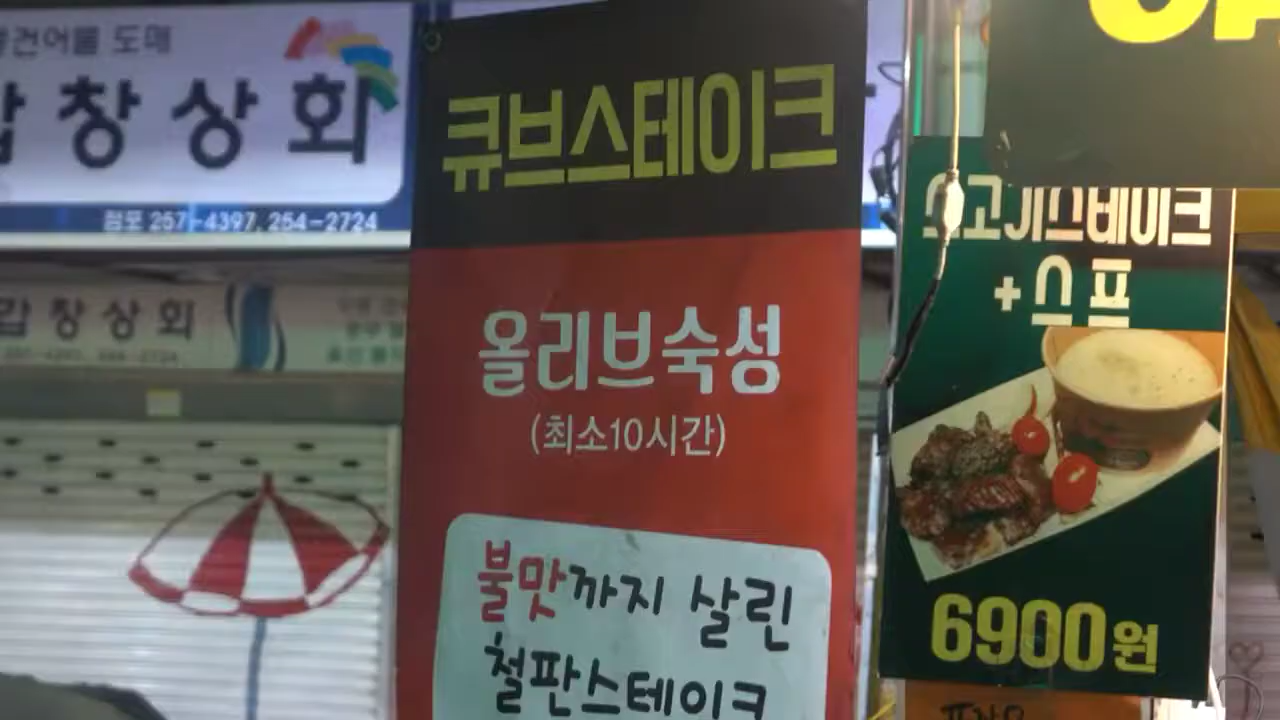 건어물 도매
창상회
점포 257-4397, 254-2724
갑창상회
큐브스테이크
올리브숙성
(최소10시간)
불맛까지 살린
철판스테이크
소고기스테이크
+스프
6900원